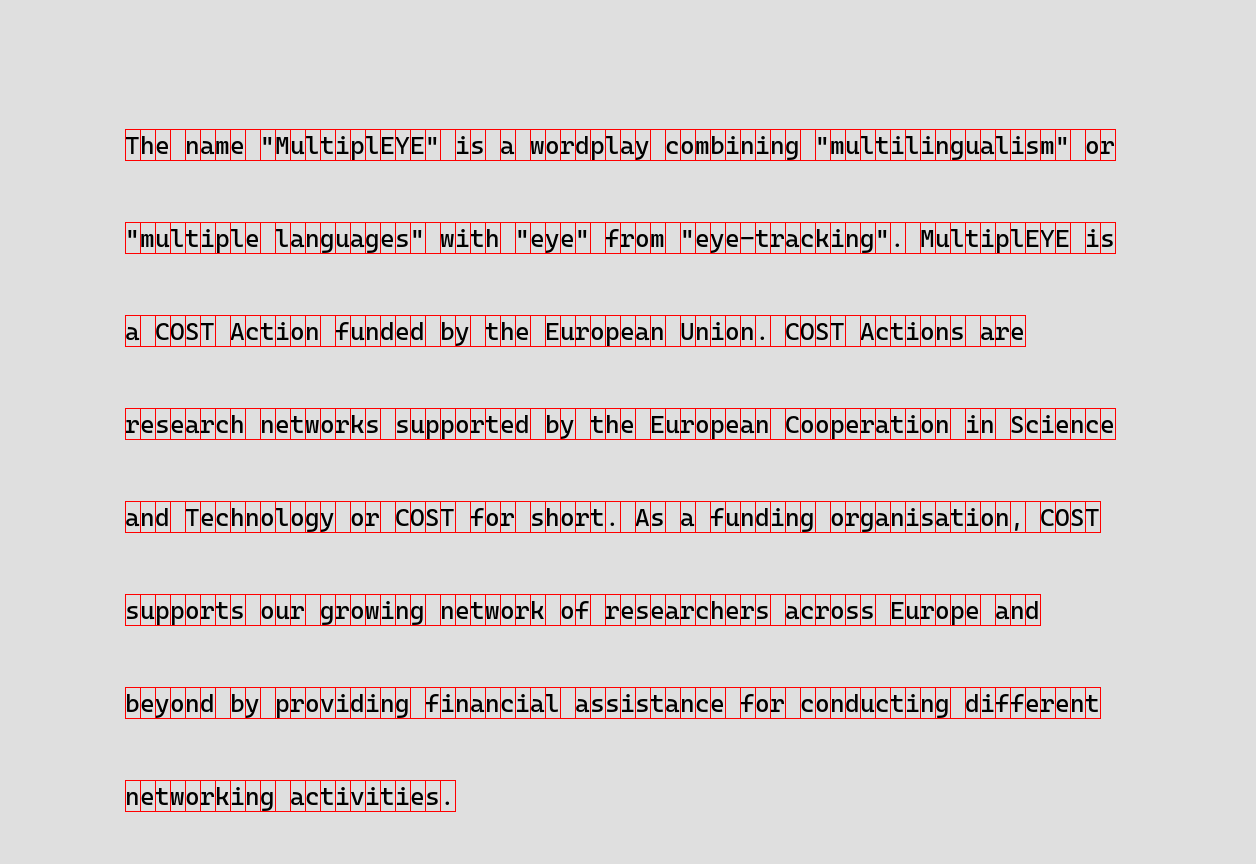 The name "MultiplEYE" is a wordplay combining "multilingualism" or
"multiple languages" with "eye" from "eye-tracking". MultiplEYE is
a COST Action funded by the European Union. COST Actions are
research networks supported by the European Cooperation in Science
and Technology or COST for short. As a funding organisation, COST
supports our growing network of researchers across Europe and
beyond by providing financial assistance for conducting different
networking activities.